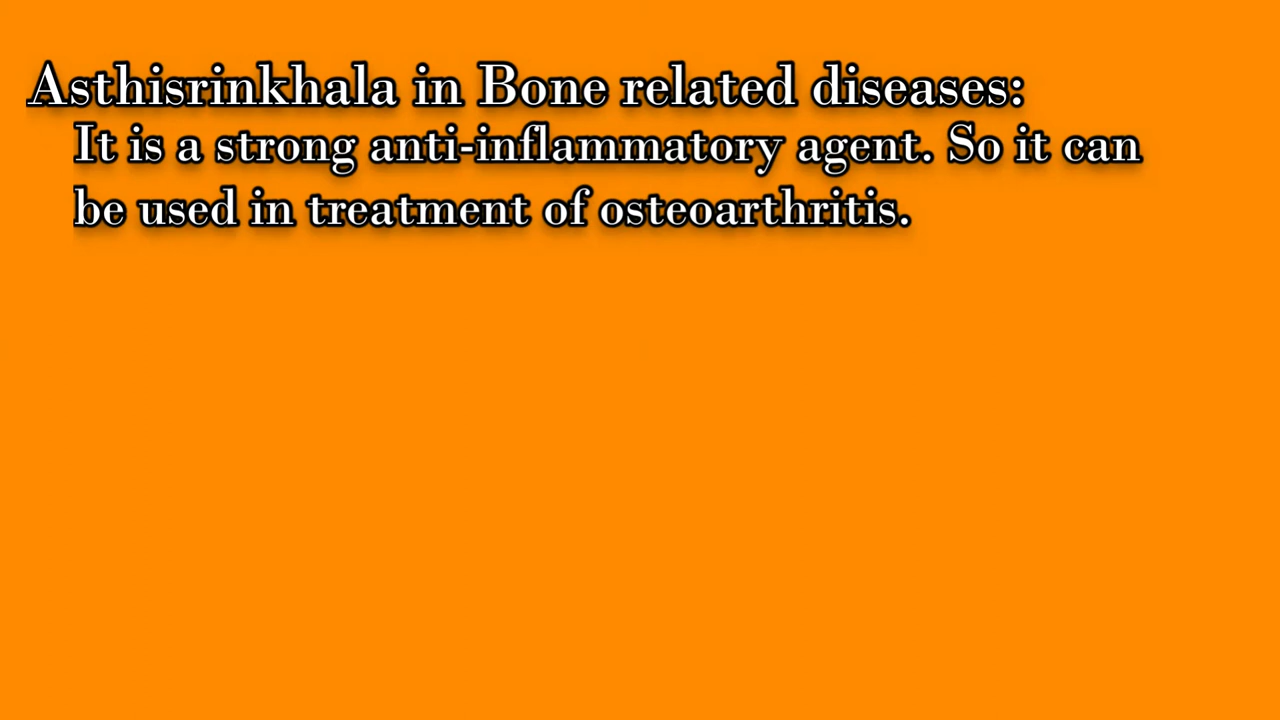 Asthisrinkhala in Bone related diseases:
It is a strong anti-inflammatory agent. So it can
be used in treatment of osteoarthritis.